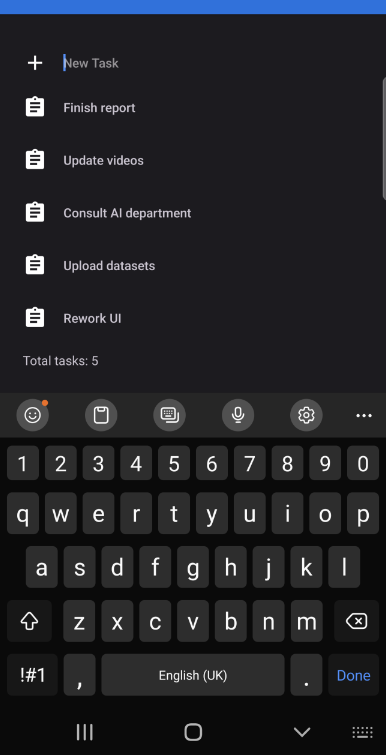 New Task
Finish report
Update videos
Consult AI department
Upload datasets
Rework UI
Total tasks: 5
1 2 3 4 5 6 7 8 9 0
q w e r t y u i o p
a s d f g h j k l
z x c v b n m
!#1 , English (UK) . Done